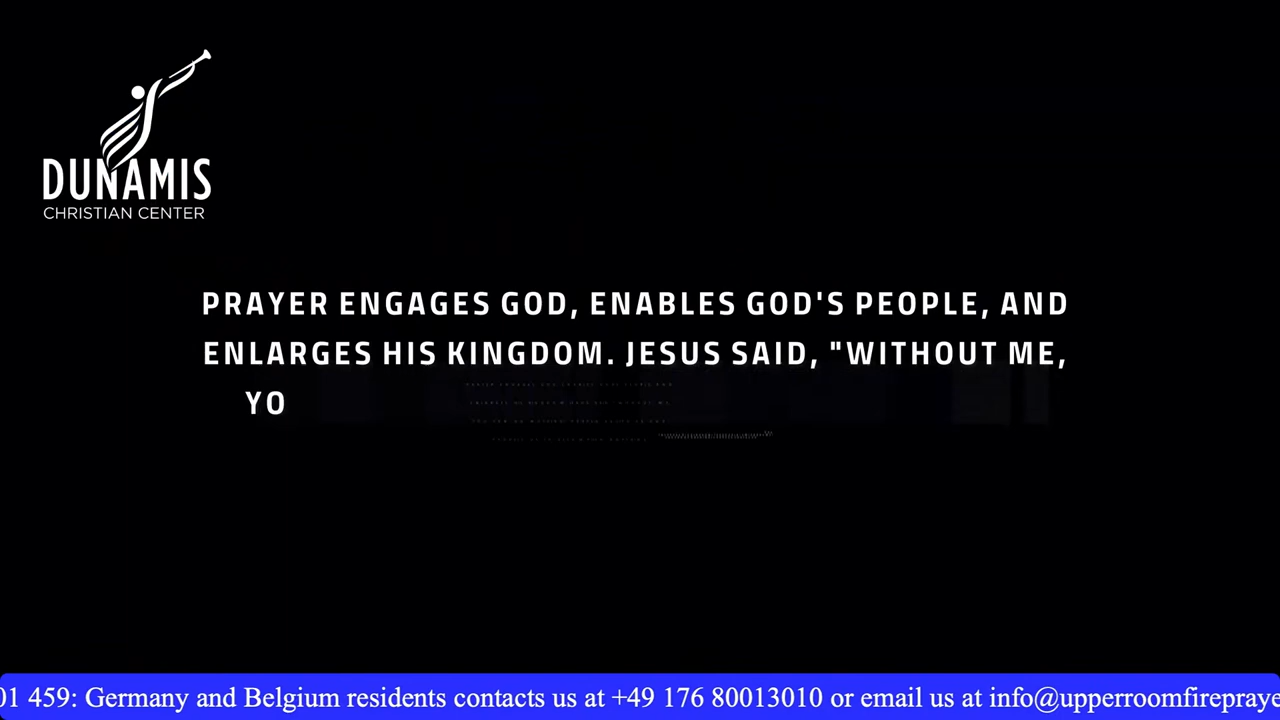 DUNAMIS
CHRISTIAN CENTER
PRAYER ENGAGES GOD, ENABLES GOD'S PEOPLE, AND
ENLARGES HIS KINGDOM. JESUS SAID, "WITHOUT ME,
YO
01 459: Germany and Belgium residents contacts us at +49 176 80013010 or email us at info@upperroomfirepraye